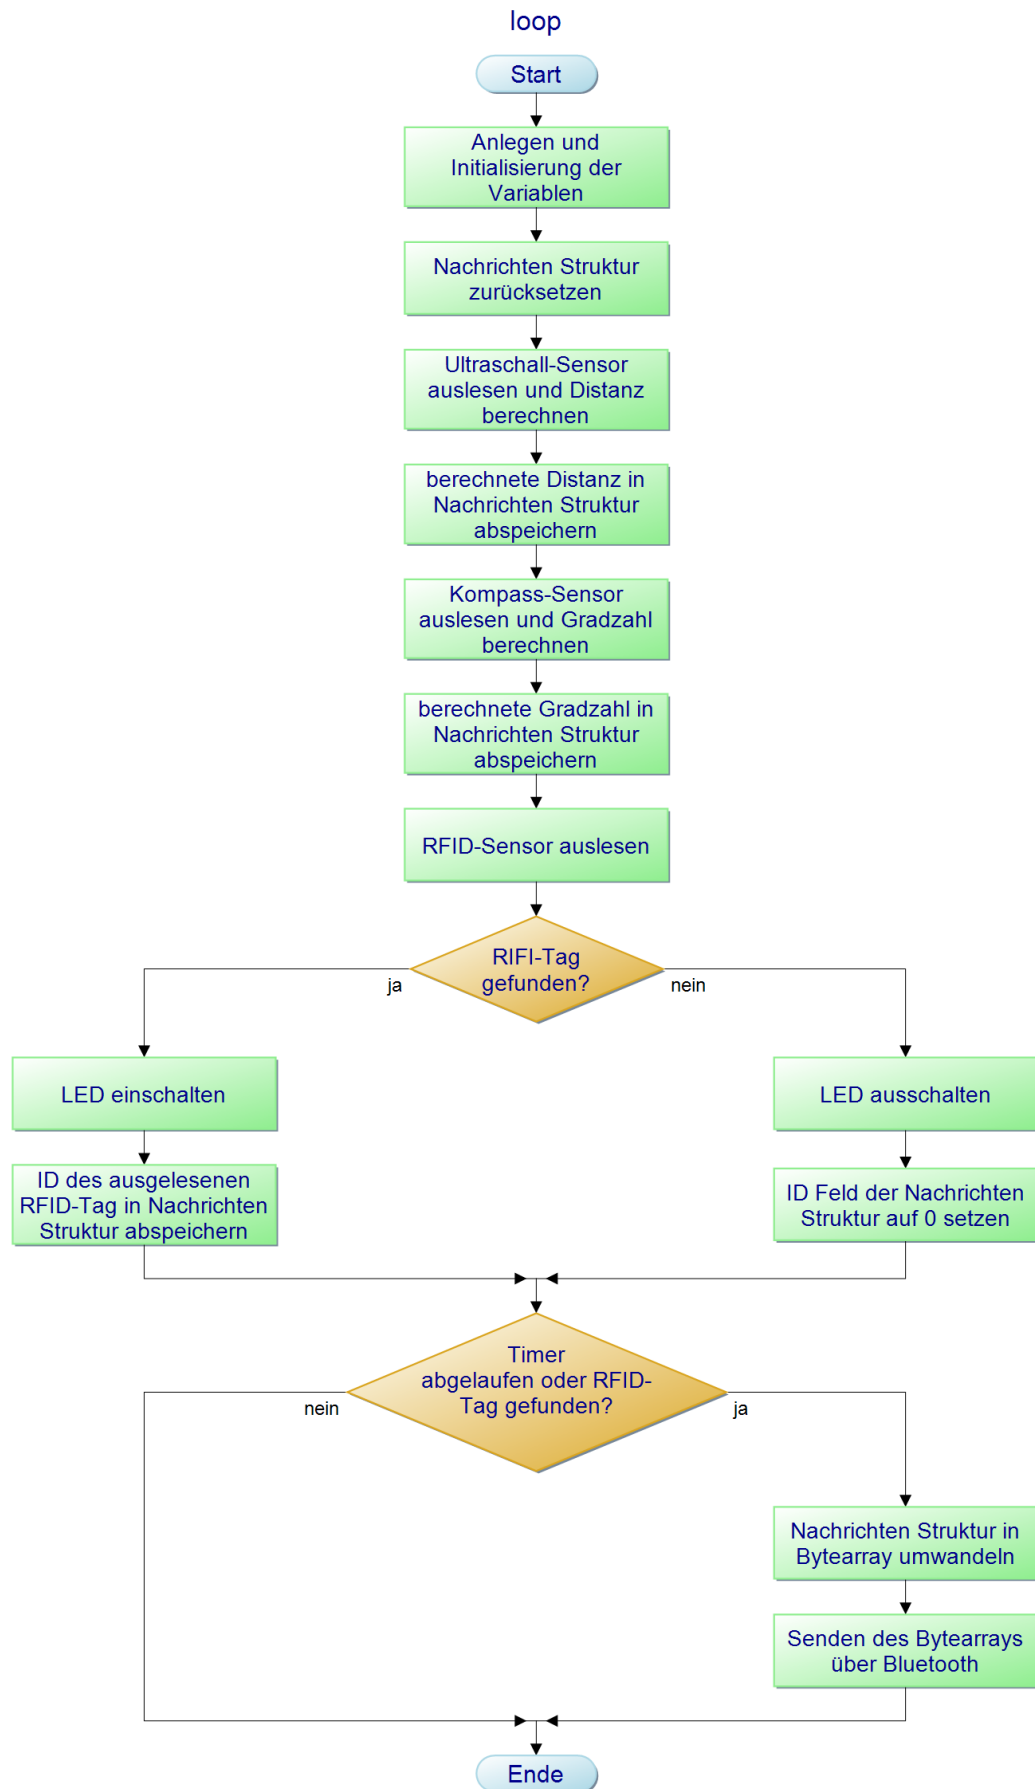 loop
Start
Anlegen und
Initialisierung der
Variablen
Nachrichten Struktur
zurücksetzen
Ultraschall-Sensor
auslesen und Distanz
berechnen
berechnete Distanz in
Nachrichten Struktur
abspeichern
Kompass-Sensor
auslesen und Gradzahl
berechnen
berechnete Gradzahl in
Nachrichten Struktur
abspeichern
RFID-Sensor auslesen
RIFI-Tag
gefunden?
ja
nein
LED einschalten
ID des ausgelesenen
RFID-Tag in Nachrichten
Struktur abspeichern
LED ausschalten
ID Feld der Nachrichten
Struktur auf 0 setzen
Timer
abgelaufen oder RFID-
Tag gefunden?
nein
ja
Nachrichten Struktur in
Bytearray umwandeln
Senden des Bytearrays
über Bluetooth
Ende